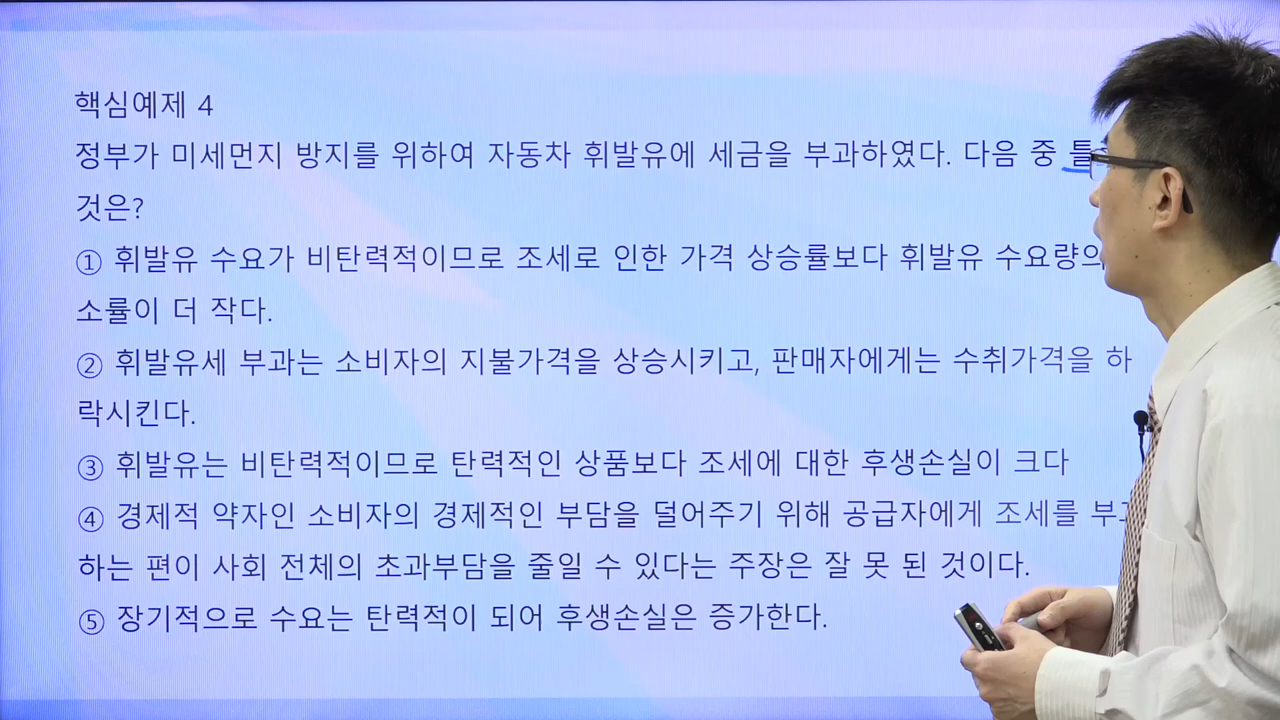 핵심예제 4
정부가 미세먼지 방지를 위하여 자동차 휘발유에 세금을 부과하였다. 다음 중
것은?
① 휘발유 수요가 비탄력적이므로 조세로 인한 가격 상승률보다 휘발유 수요량의
소률이 더 작다.
② 휘발유세 부과는 소비자의 지불가격을 상승시키고, 판매자에게는 수취가격을 하
락시킨다.
③ 휘발유는 비탄력적이므로 탄력적인 상품보다 조세에 대한 후생손실이 크다
④ 경제적 약자인 소비자의 경제적인 부담을 덜어주기 위해 공급자에게 조세를
하는 편이 사회 전체의 초과부담을 줄일 수 있다는 주장은 잘 못 된 것이다.
⑤ 장기적으로 수요는 탄력적이 되어 후생손실은 증가한다.